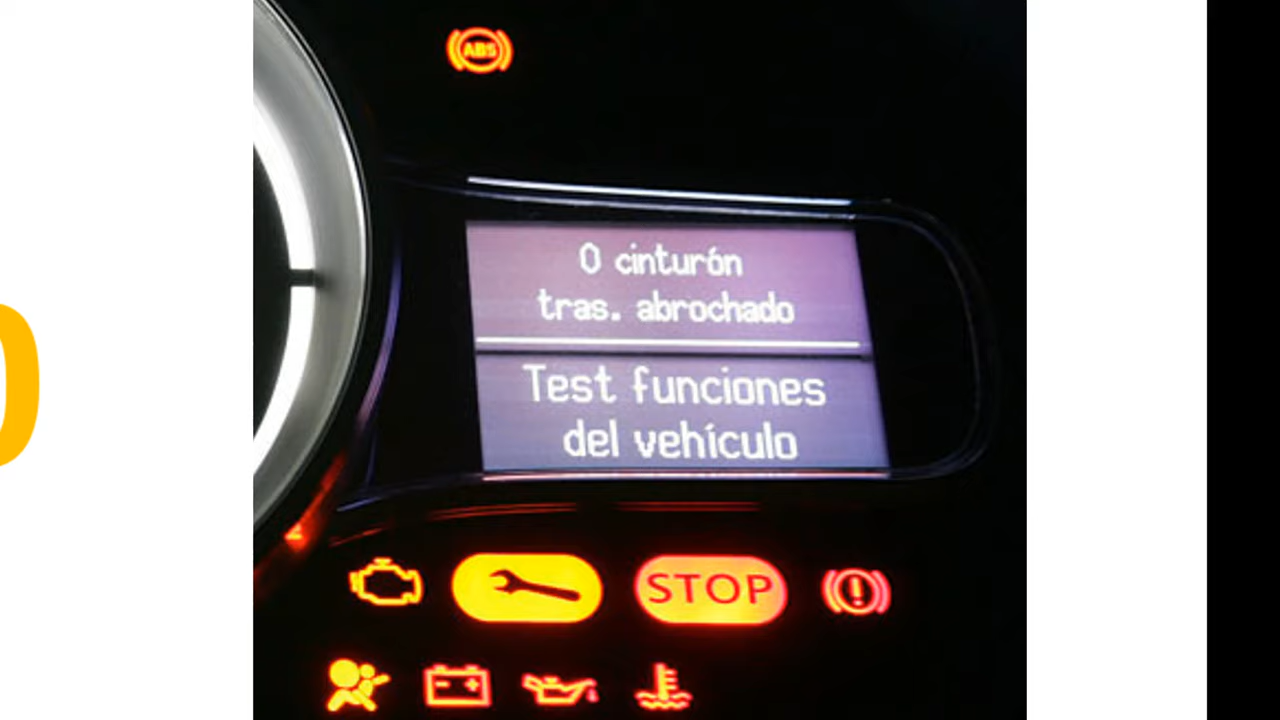 ABS
0 cinturón
tras. abrochado
Test funciones
del vehículo
STOP